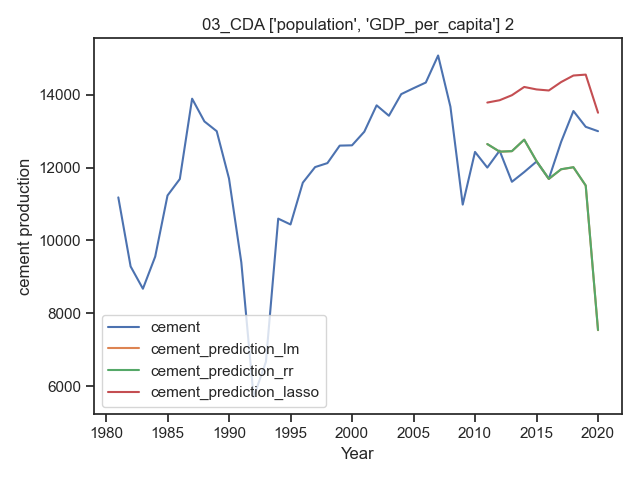 03_CDA ['population', 'GDP_per_capita'] 2
cement production
14000
12000
10000
8000
6000
cement
cement_prediction_lm
cement_prediction_rr
cement_prediction_lasso
1980 1985 1990 1995 2000 2005 2010 2015 2020
Year